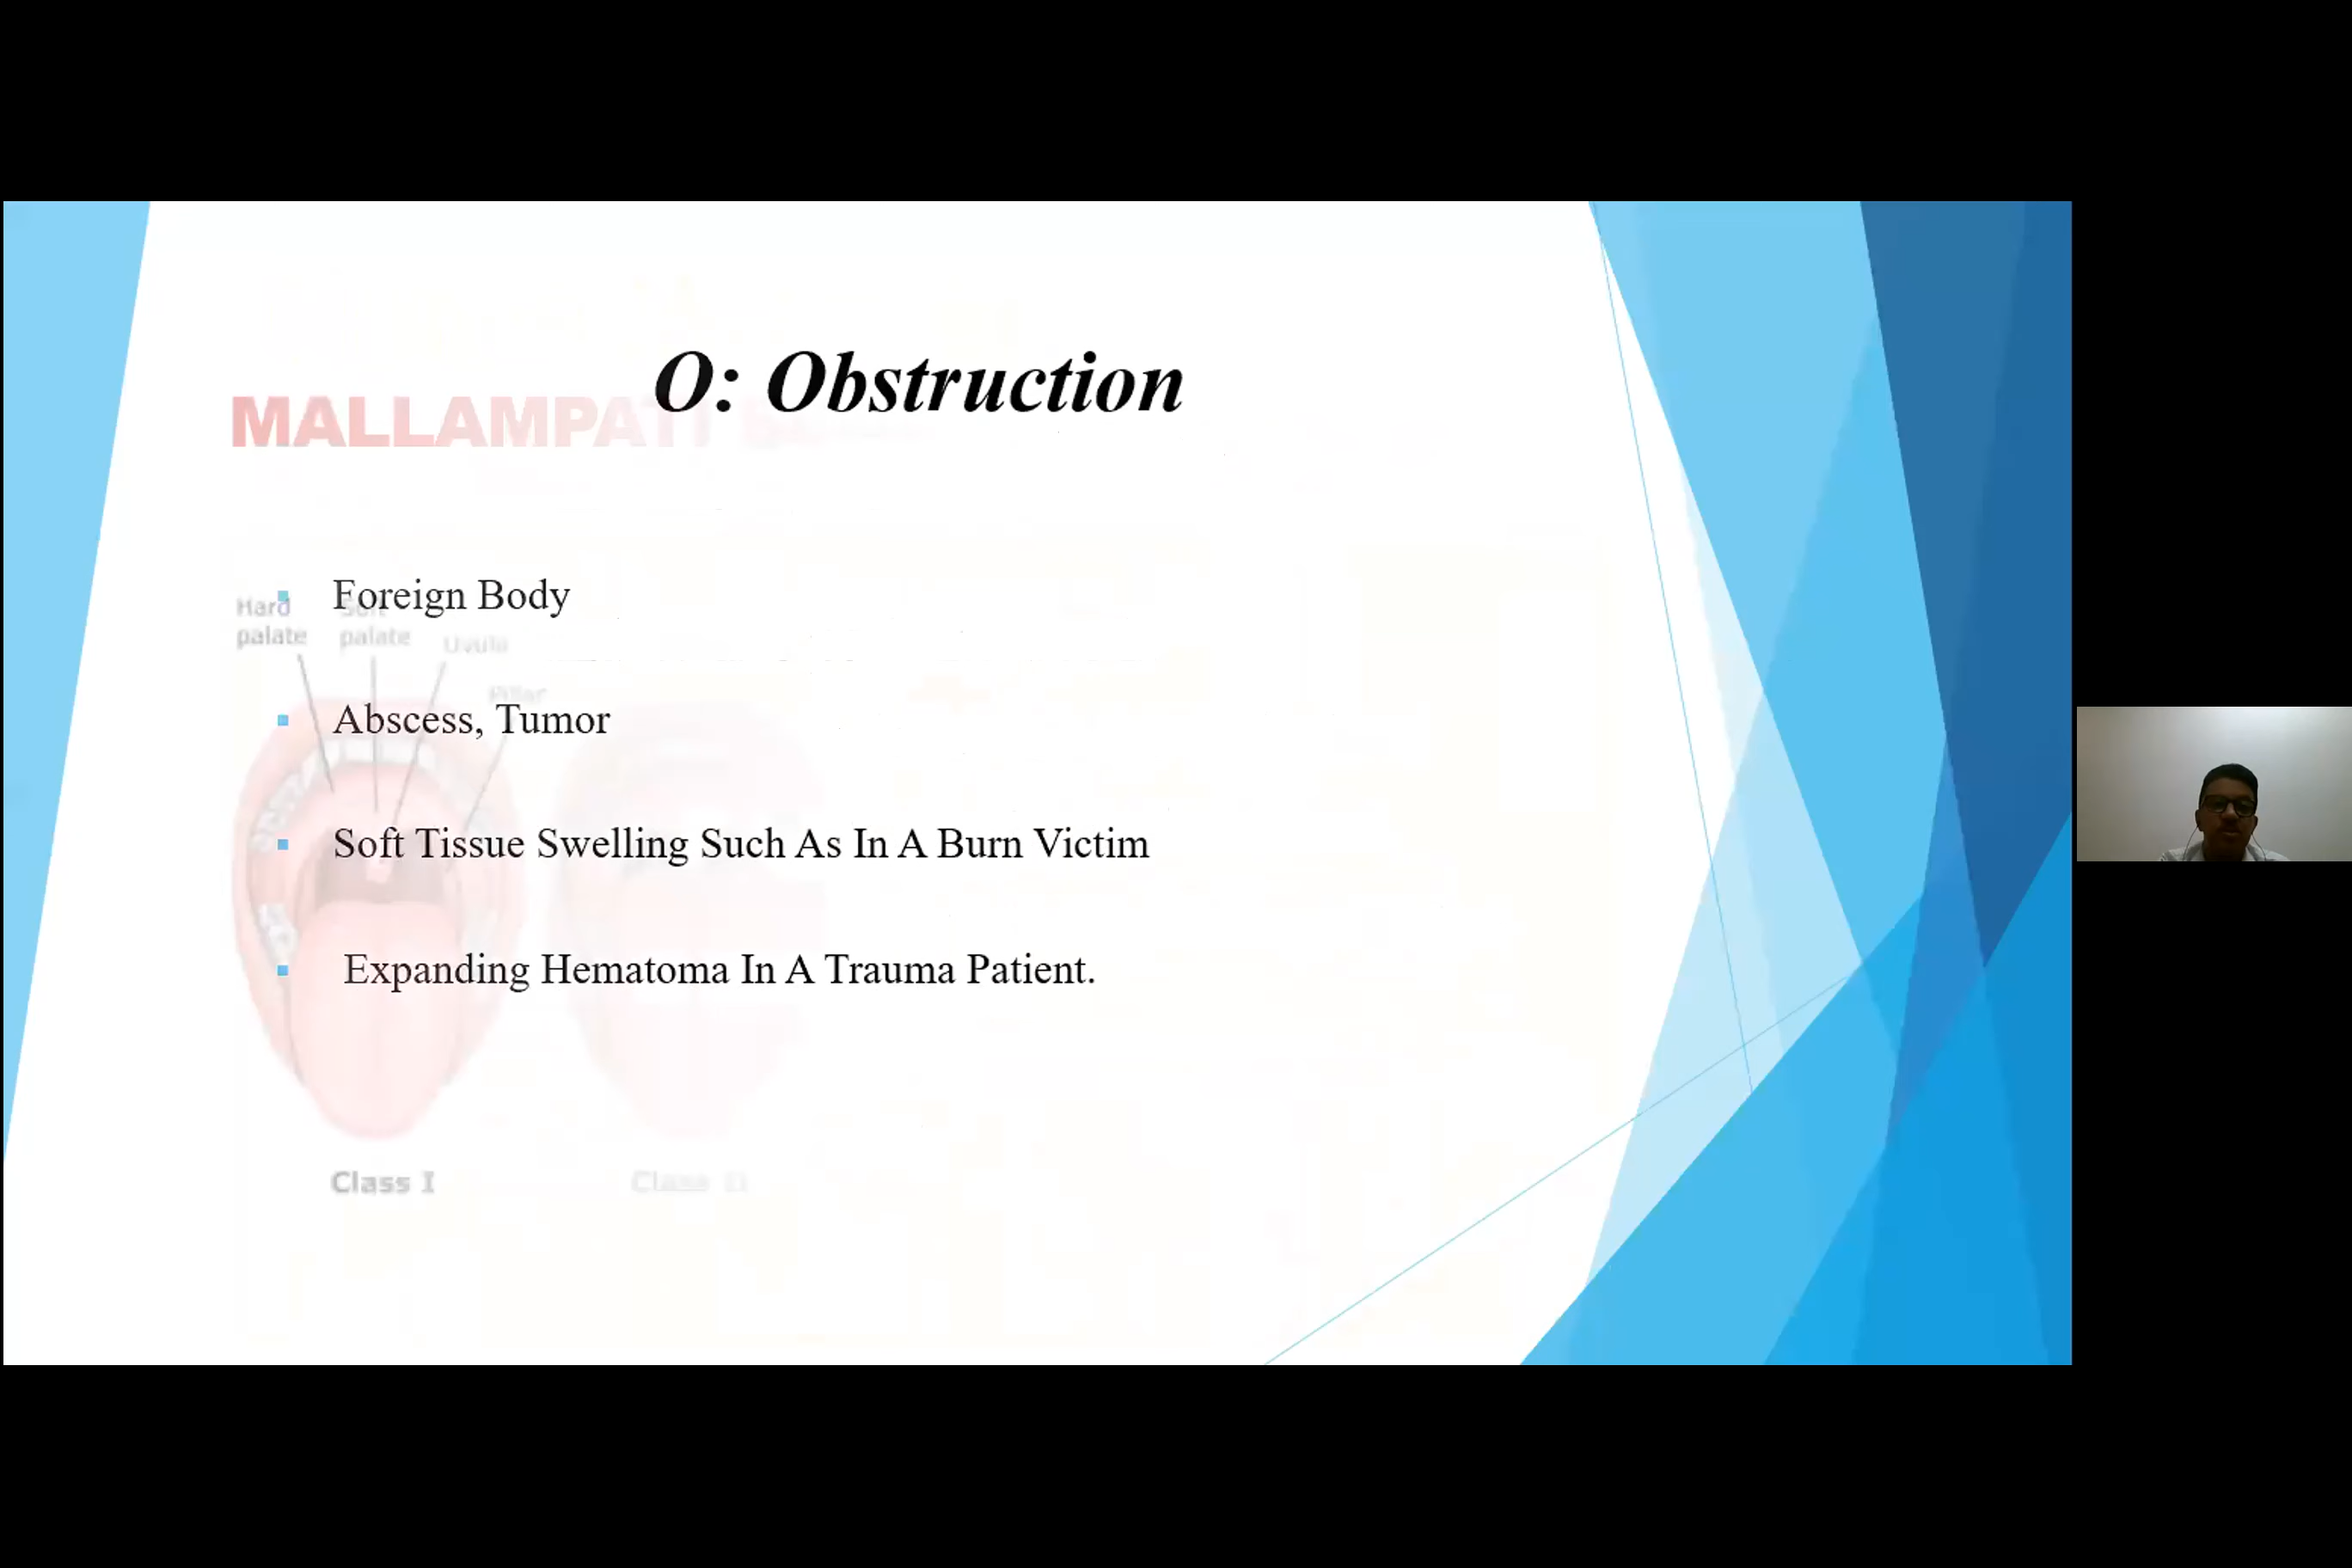 O: Obstruction
MALLAMPATI
Foreign Body
Hard palate
palate
Uvula
Pillar
Abscess, Tumor
Soft Tissue Swelling Such As In A Burn Victim
Expanding Hematoma In A Trauma Patient.
Class I
Class II